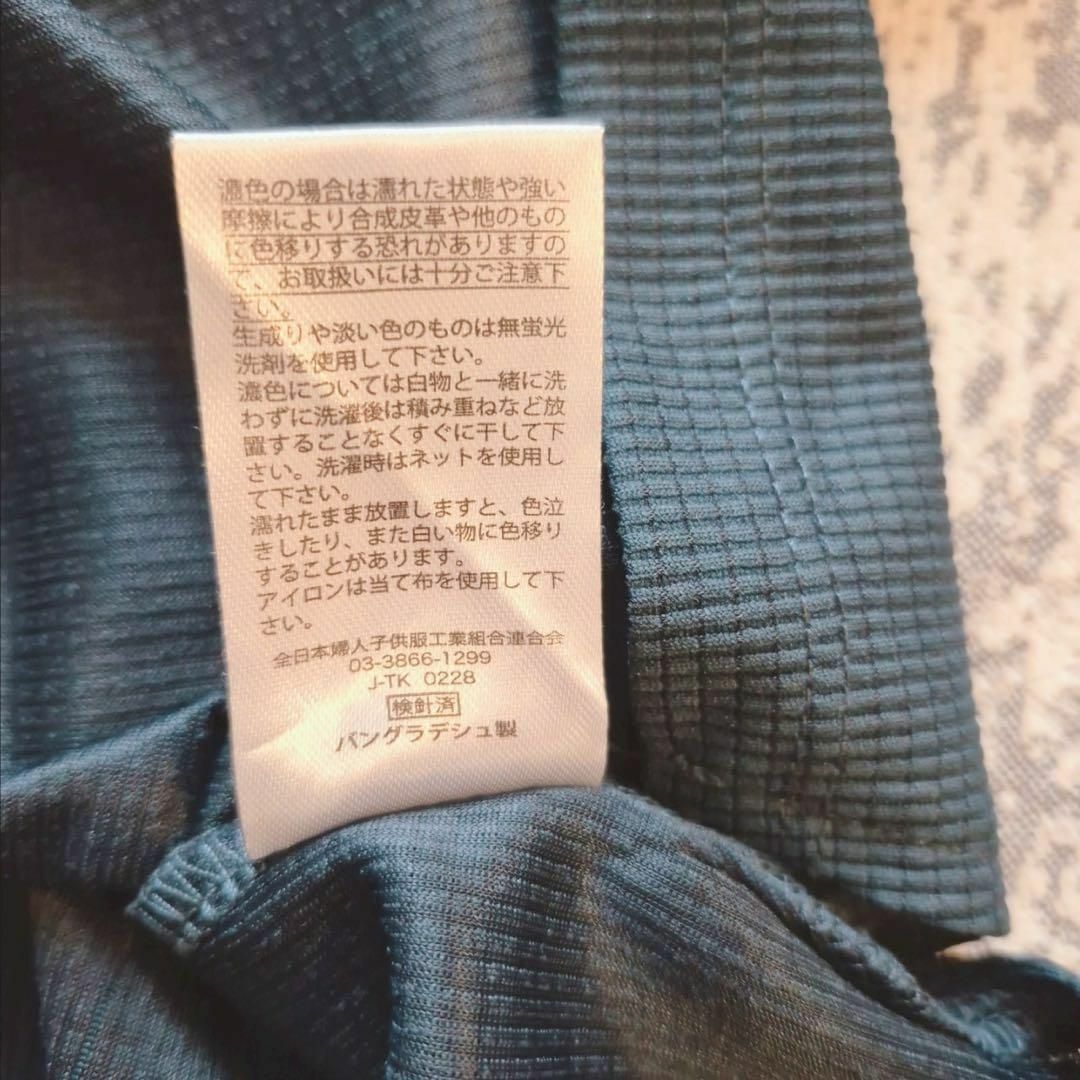 濃色の場合は濡れた状態や強い
摩擦により合成皮革や他のもの
に色移りする恐れがありますの
で、お取扱いには十分ご注意下
さい。
生成りや淡い色のものは無蛍光
洗剤を使用して下さい。
濃色については白物と一緒に洗
わずに洗濯後は積み重ねなど放
置することなくすぐに干して下
さい。洗濯時はネットを使用し
て下さい。
濡れたまま放置しますと、色泣
きしたり、また白い物に色移り
することがあります。
アイロンは当て布を使用して下
さい。
全日本婦人子供服工業組合連合会
03-3866-1299
J-TK 0228
検針済
バングラデシュ製